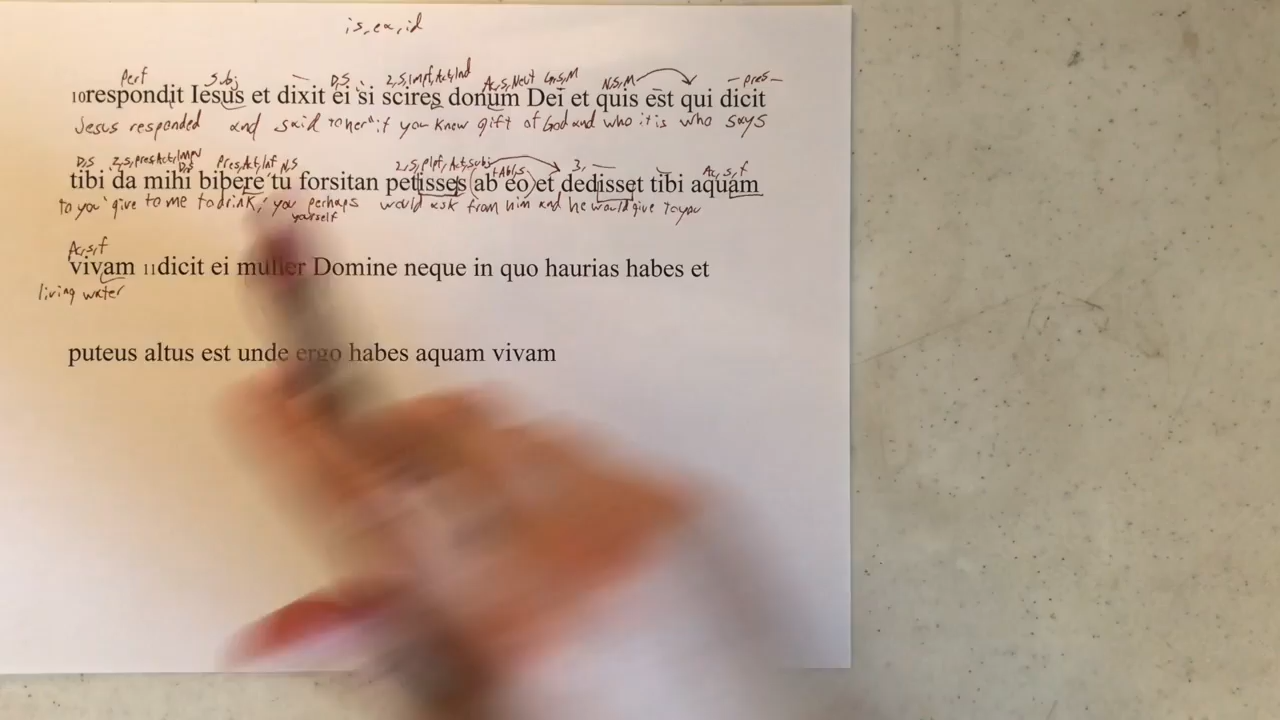 is, ea, id
Perf Subj D,S 2,S,Impf,Act,Ind Ac,S,Neut Gn,S,M N,S,M pres
10respondit Iesus et dixit ei si scires donum Dei et quis est qui dicit
Jesus responded and said to her "if you knew gift of God and who it is who says
D,S 2,S,Pres,Act,Impv D,S Pres,Act,Inf N,S 2,S,Plpf,Act,Subj +Abl,S 3, Ac,S,f
tibi da mihi bibere tu forsitan petisses ab eo et dedisset tibi aquam
to you 'give to me to drink,' you perhaps would ask from him and he would give to you
yourself
Ac,S,f
vivam 11dicit ei mulier Domine neque in quo haurias habes et
living water
puteus altus est unde ergo habes aquam vivam